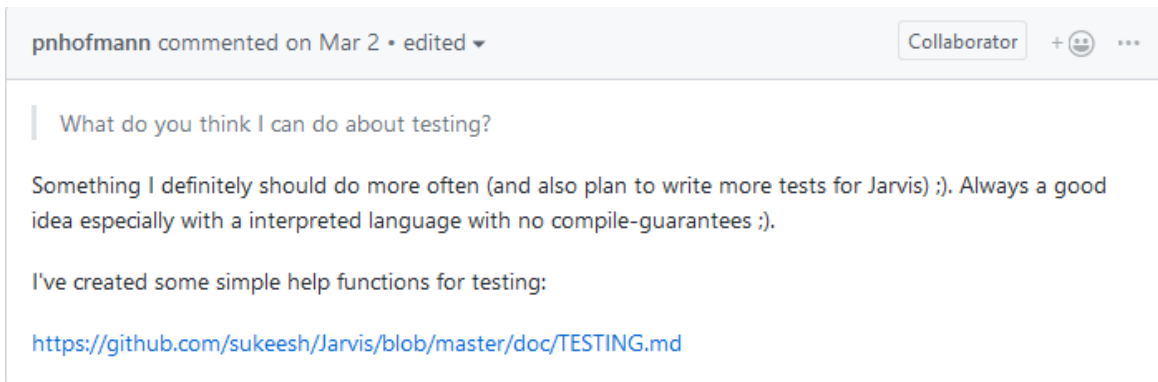 pnhofmann commented on Mar 2 • edited
Collaborator
What do you think I can do about testing?
Something I definitely should do more often (and also plan to write more tests for Jarvis) ;). Always a good
idea especially with a interpreted language with no compile-guarantees ;).
I've created some simple help functions for testing:
https://github.com/sukeesh/Jarvis/blob/master/doc/TESTING.md